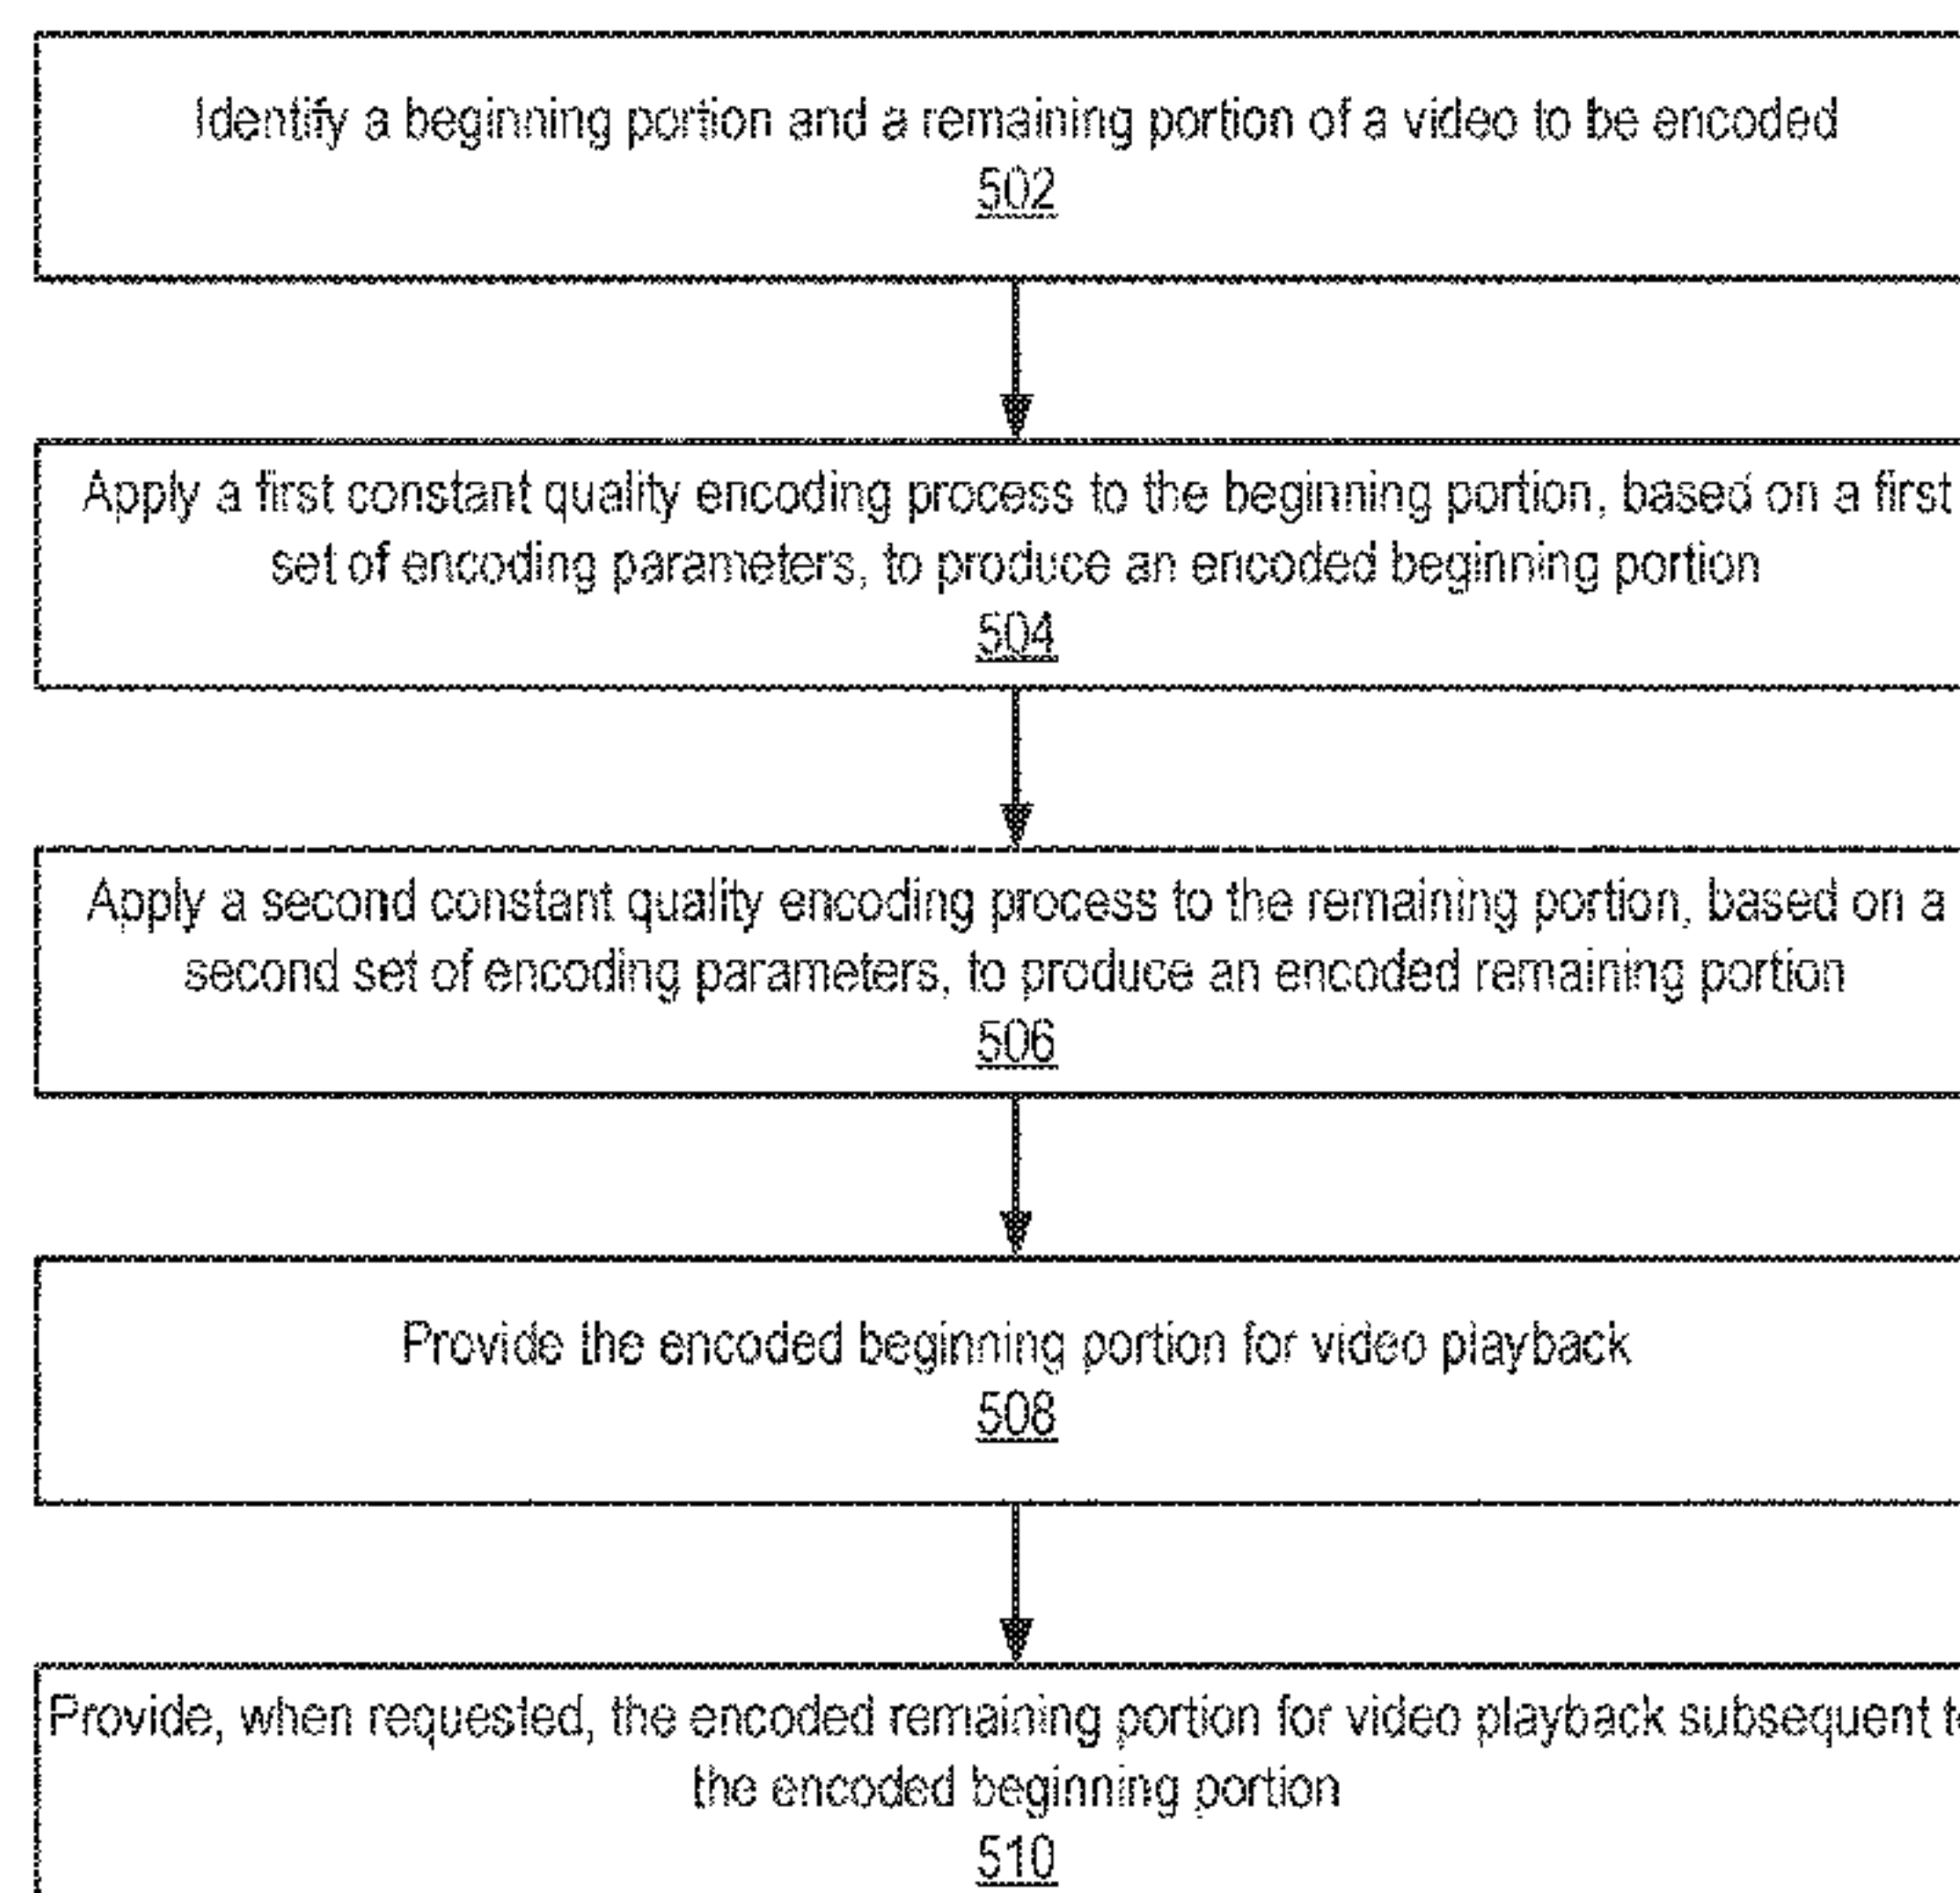 Identify a beginning portion and a remaining portion of a video to be encoded
502
Apply a first constant quality encoding process to the beginning portion, based on a first
set of encoding parameters, to produce an encoded beginning portion
504
Apply a second constant quality encoding process to the remaining portion, based on a
second set of encoding parameters, to produce an encoded remaining portion
506
Provide the encoded beginning portion for video playback
508
Provide, when requested, the encoded remaining portion for video playback subsequent
the encoded beginning portion
510